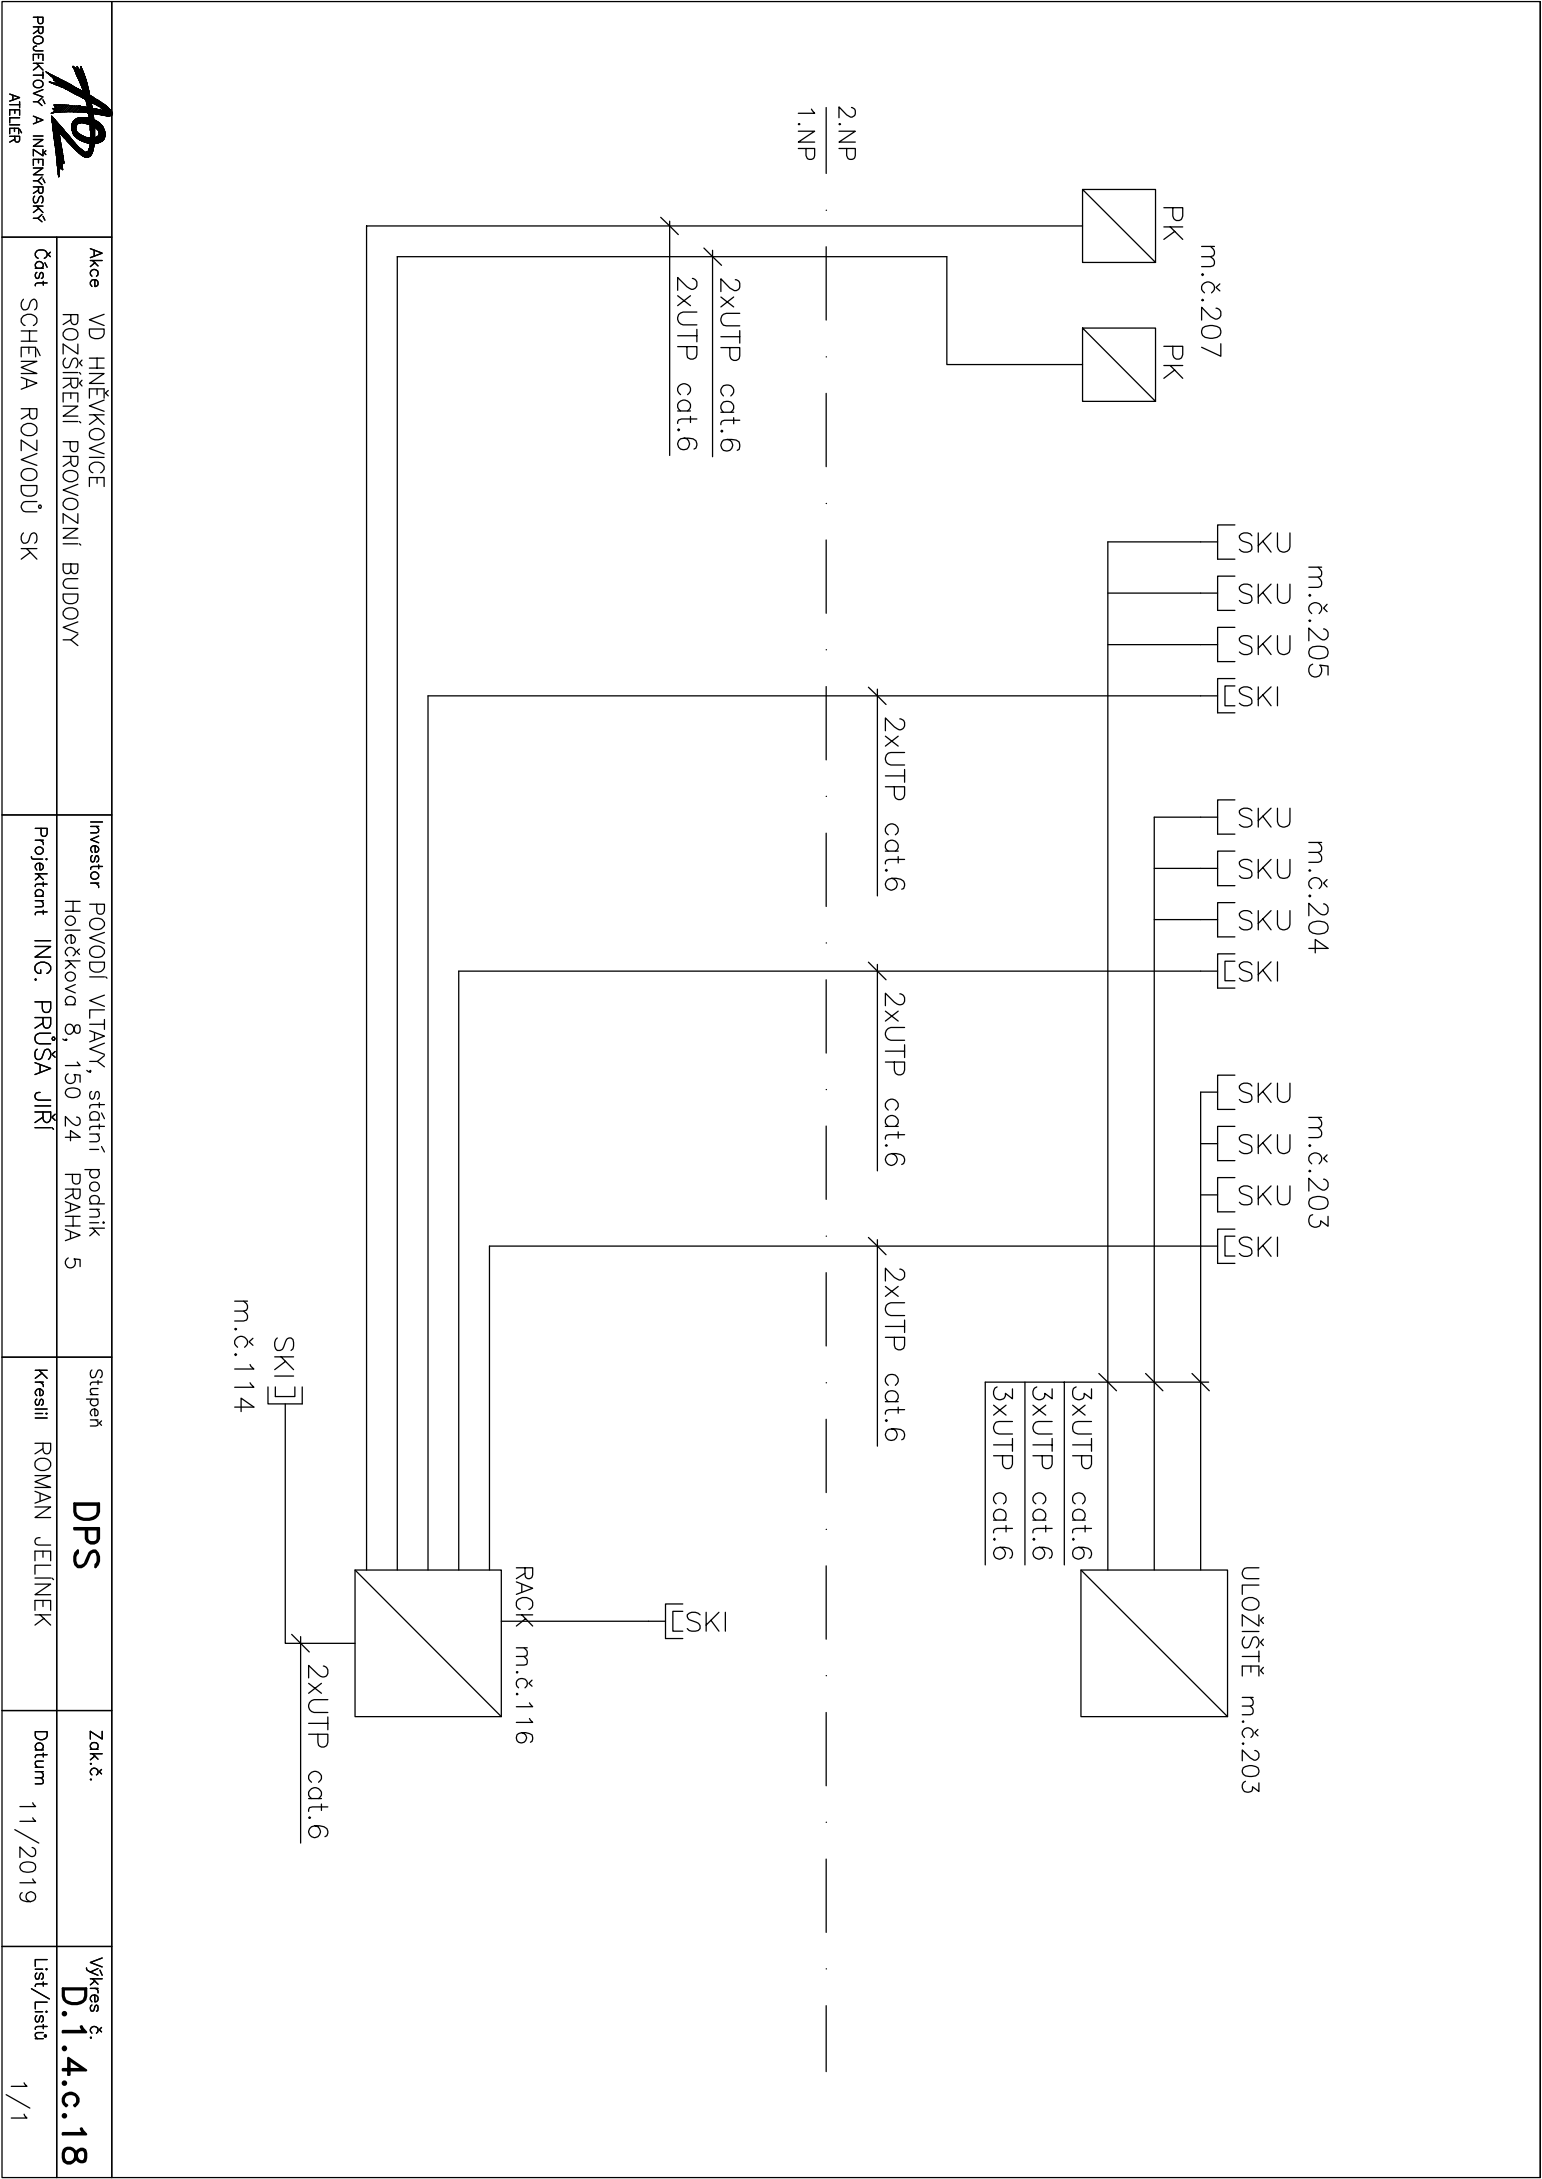 m.č.207
PK
PK
m.č.205
SKU
SKU
SKU
SKI
m.č.204
SKU
SKU
SKU
SKI
m.č.203
SKU
SKU
SKU
SKI
ULOŽIŠTĚ m.č.203
3xUTP cat.6
3xUTP cat.6
3xUTP cat.6
2xUTP cat.6
2xUTP cat.6
2xUTP cat.6
2.NP
1.NP
2xUTP cat.6
2xUTP cat.6
SKI
RACK m.č.116
SKI
m.č.114
2xUTP cat.6
A02
PROJEKTOVÝ A INŽENÝRSKÝ
ATELIÉR
Akce VD HNĚVKOVICE
ROZŠÍŘENÍ PROVOZNÍ BUDOVY
Část SCHÉMA ROZVODŮ SK
Investor POVODÍ VLTAVY, státní podnik
Holečkova 8, 150 24 PRAHA 5
Projektant ING. PRŮŠA JIŘÍ
Stupeň DPS
Kreslil ROMAN JELÍNEK
Zak.č.
Datum 11/2019
Výkres č.
D.1.4.c.18
List/Listů 1/1